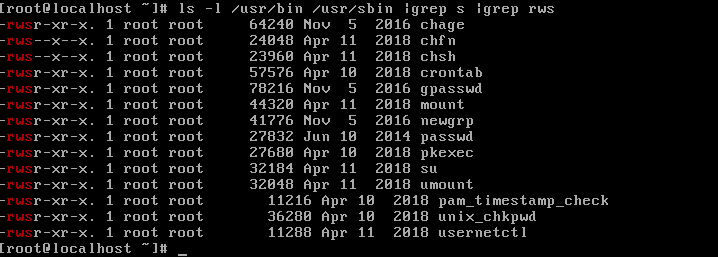 [root@localhost ~]# ls -l /usr/bin /usr/sbin |grep s |grep rws
-rwsr-xr-x. 1 root root 64240 Nov 5 2016 chage
-rws--x--x. 1 root root 24048 Apr 11 2018 chfn
-rws--x--x. 1 root root 23960 Apr 11 2018 chsh
-rwsr-xr-x. 1 root root 57576 Apr 10 2018 crontab
-rwsr-xr-x. 1 root root 78216 Nov 5 2016 gpasswd
-rwsr-xr-x. 1 root root 44320 Apr 11 2018 mount
-rwsr-xr-x. 1 root root 41776 Nov 5 2016 newgrp
-rwsr-xr-x. 1 root root 27832 Jun 10 2014 passwd
-rwsr-xr-x. 1 root root 27680 Apr 10 2018 pkexec
-rwsr-xr-x. 1 root root 32184 Apr 11 2018 su
-rwsr-xr-x. 1 root root 32048 Apr 11 2018 umount
-rwsr-xr-x. 1 root root 11216 Apr 10 2018 pam_timestamp_check
-rwsr-xr-x. 1 root root 36280 Apr 10 2018 unix_chkpwd
-rwsr-xr-x. 1 root root 11288 Apr 11 2018 usernetctl
[root@localhost ~]# _